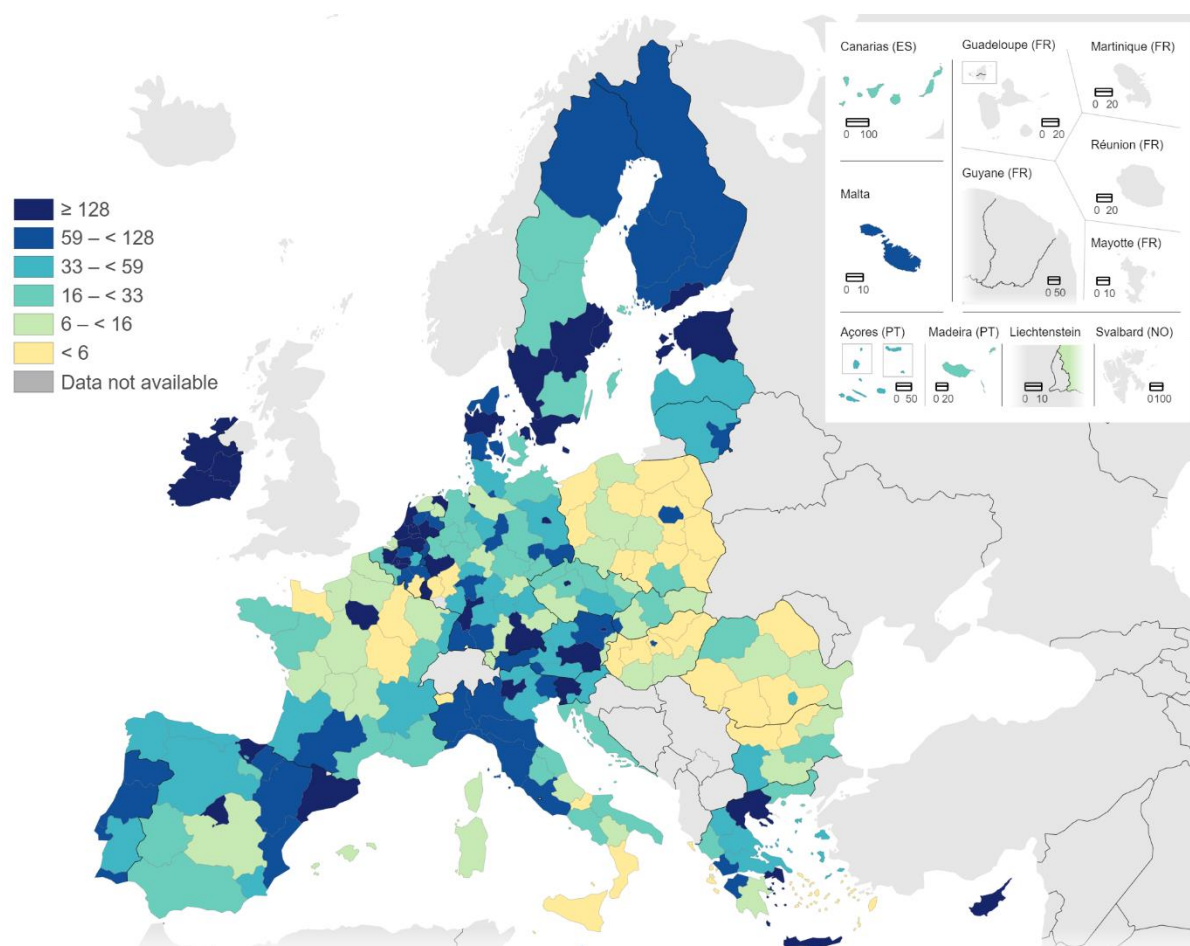 ≥ 128
59 – < 128
33 – < 59
16 – < 33
6 – < 16
< 6
Data not available
Canarias (ES)
0 100
Guadeloupe (FR)
0 20
Martinique (FR)
0 20
Malta
0 10
Guyane (FR)
0 50
Réunion (FR)
0 20
Mayotte (FR)
0 10
Açores (PT)
0 50
Madeira (PT)
0 20
Liechtenstein
0 10
Svalbard (NO)
0 100